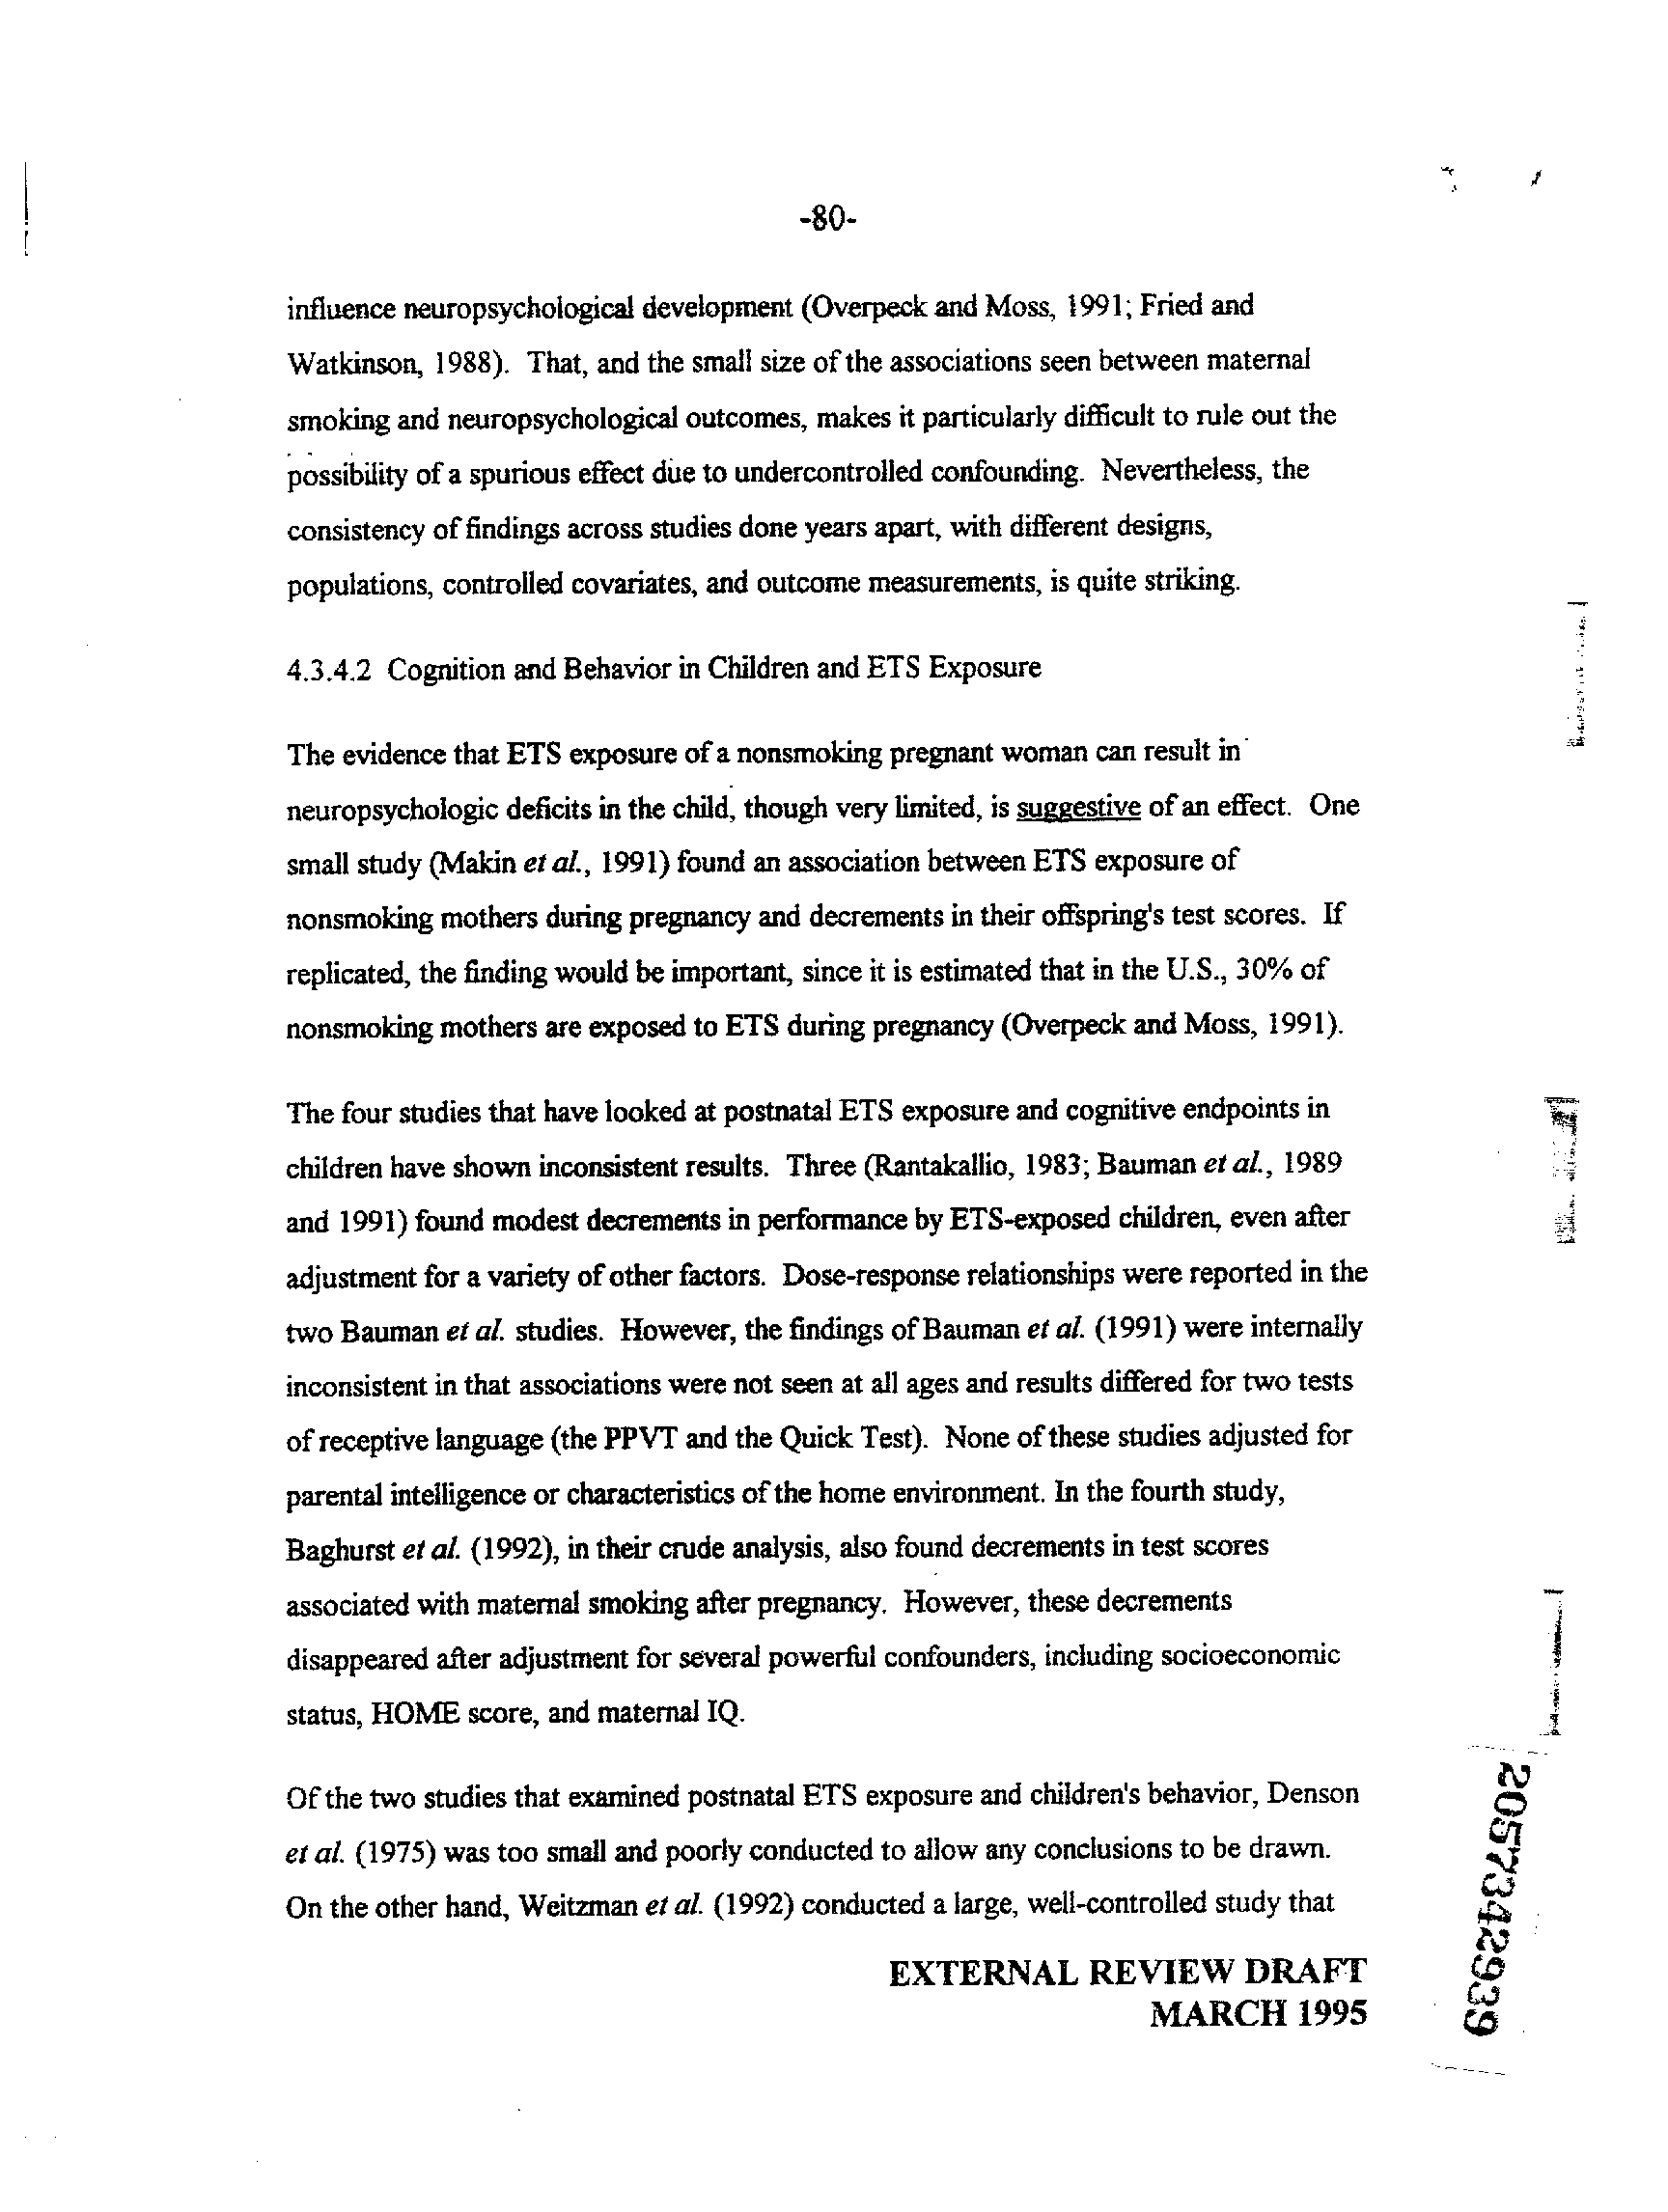 -80-
influence neuropsychological development (Overpeck and Moss, 1991; Fried and
Watkinson, 1988).  That, and the small size of the associations seen between maternal
smoking and neuropsychological outcomes, makes it particularly difficult to rule out the
possibility of a spurious effect due to undercontrolled confounding.  Nevertheless, the
consistency of findings across studies done years apart, with different designs,
populations, controlled covariates, and outcome measurements, is quite striking.
4.3.4.2  Cognition and Behavior in Children and ETS Exposure
The evidence that ETS exposure of a nonsmoking pregnant woman can result in
neuropsychologic deficits in the child, though very limited, is suggestive of an effect.  One
small study (Makin et al., 1991) found an association between ETS exposure of
nonsmoking mothers during pregnancy and decrements in their offspring's test scores.  If
replicated, the finding would be important, since it is estimated that in the U.S., 30% of
nonsmoking mothers are exposed to ETS during pregnancy (Overpeck and Moss, 1991).
The four studies that have looked at postnatal ETS exposure and cognitive endpoints in
children have shown inconsistent results.  Three (Rantakallio, 1983; Bauman et al., 1989
and 1991) found modest decrements in performance by ETS-exposed children, even after
adjustment for a variety of other factors.  Dose-response relationships were reported in the
two Bauman et al. studies.  However, the findings of Bauman et al. (1991) were internally
inconsistent in that associations were not seen at all ages and results differed for two tests
of receptive language (the PPVT and the Quick Test).  None of these studies adjusted for
parental intelligence or characteristics of the home environment. In the fourth study,
Baghurst et al. (1992), in their crude analysis, also found decrements in test scores
associated with maternal smoking after pregnancy.  However, these decrements
disappeared after adjustment for several powerful confounders, including socioeconomic
status, HOME score, and maternal IQ.
Of the two studies that examined postnatal ETS exposure and children's behavior, Denson
et al. (1975) was too small and poorly conducted to allow any conclusions to be drawn.
On the other hand, Weitzman et al. (1992) conducted a large, well-controlled study that
EXTERNAL REVIEW DRAFT
MARCH 1995
2057342939